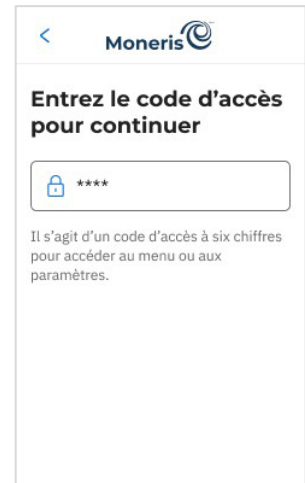 Moneris
Entrez le code d’accès
pour continuer
****
Il s’agit d’un code d’accès à six chiffres
pour accéder au menu ou aux
paramètres.